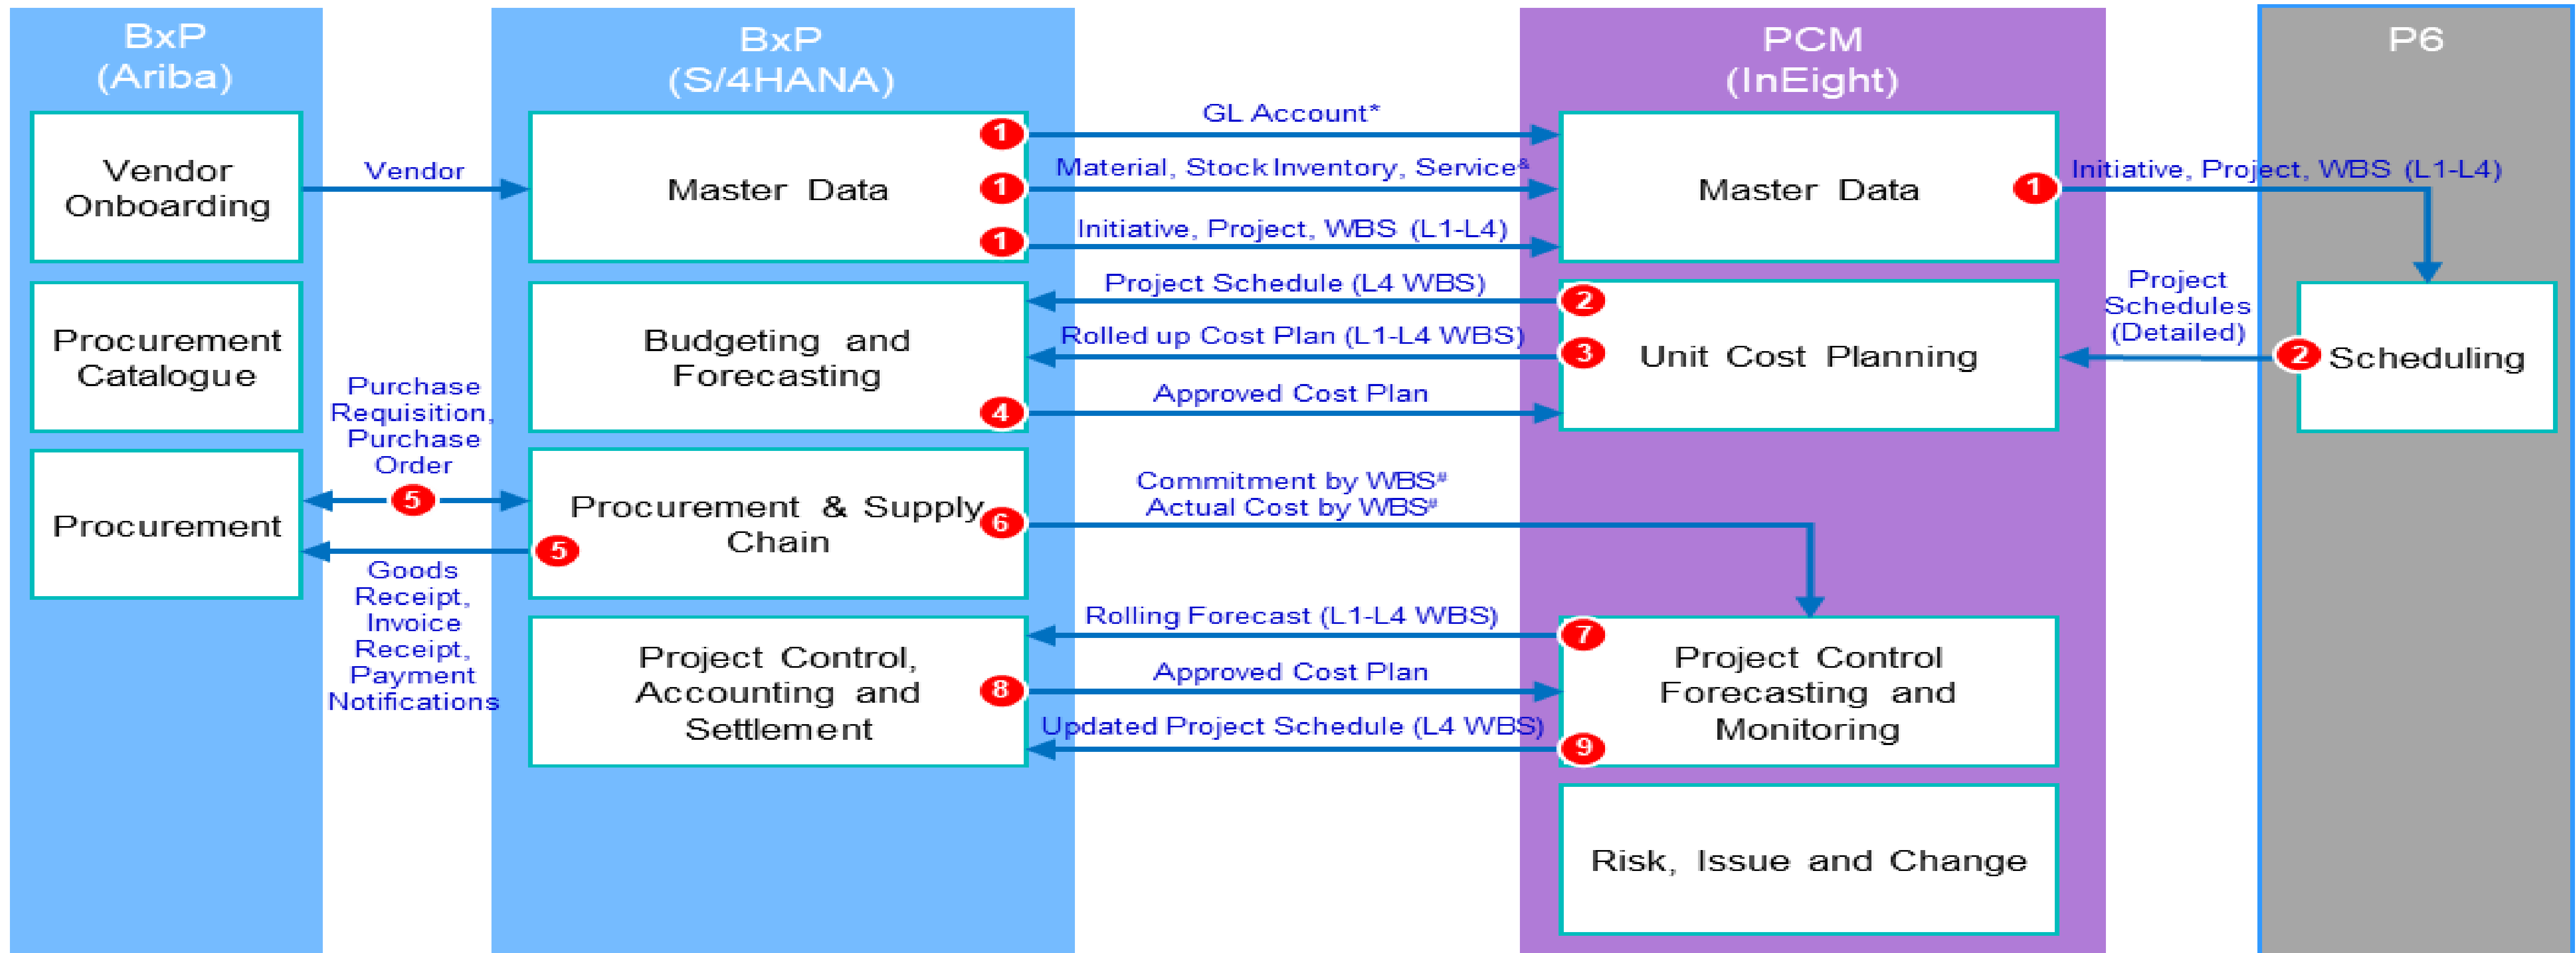 BxP
(Ariba)
BxP
(S/4HANA)
PCM
(InEight)
P6
Vendor
Onboarding
Vendor
Master Data
1
1
1
GL Account*
Material, Stock Inventory, Service&
Initiative, Project, WBS (L1-L4)
Master Data
1
Initiative, Project, WBS (L1-L4)
Procurement
Catalogue
Budgeting and
Forecasting
4
Project Schedule (L4 WBS)
Rolled up Cost Plan (L1-L4 WBS)
Approved Cost Plan
2
3
Unit Cost Planning
Project
Schedules
(Detailed)
2
Scheduling
Procurement
Purchase
Requisition,
Purchase
Order
5
5
Goods
Receipt,
Invoice
Receipt,
Payment
Notifications
Procurement & Supply
Chain
6
Commitment by WBS#
Actual Cost by WBS#
Project Control,
Accounting and
Settlement
8
Rolling Forecast (L1-L4 WBS)
Approved Cost Plan
Updated Project Schedule (L4 WBS)
7
9
Project Control
Forecasting and
Monitoring
Risk, Issue and Change